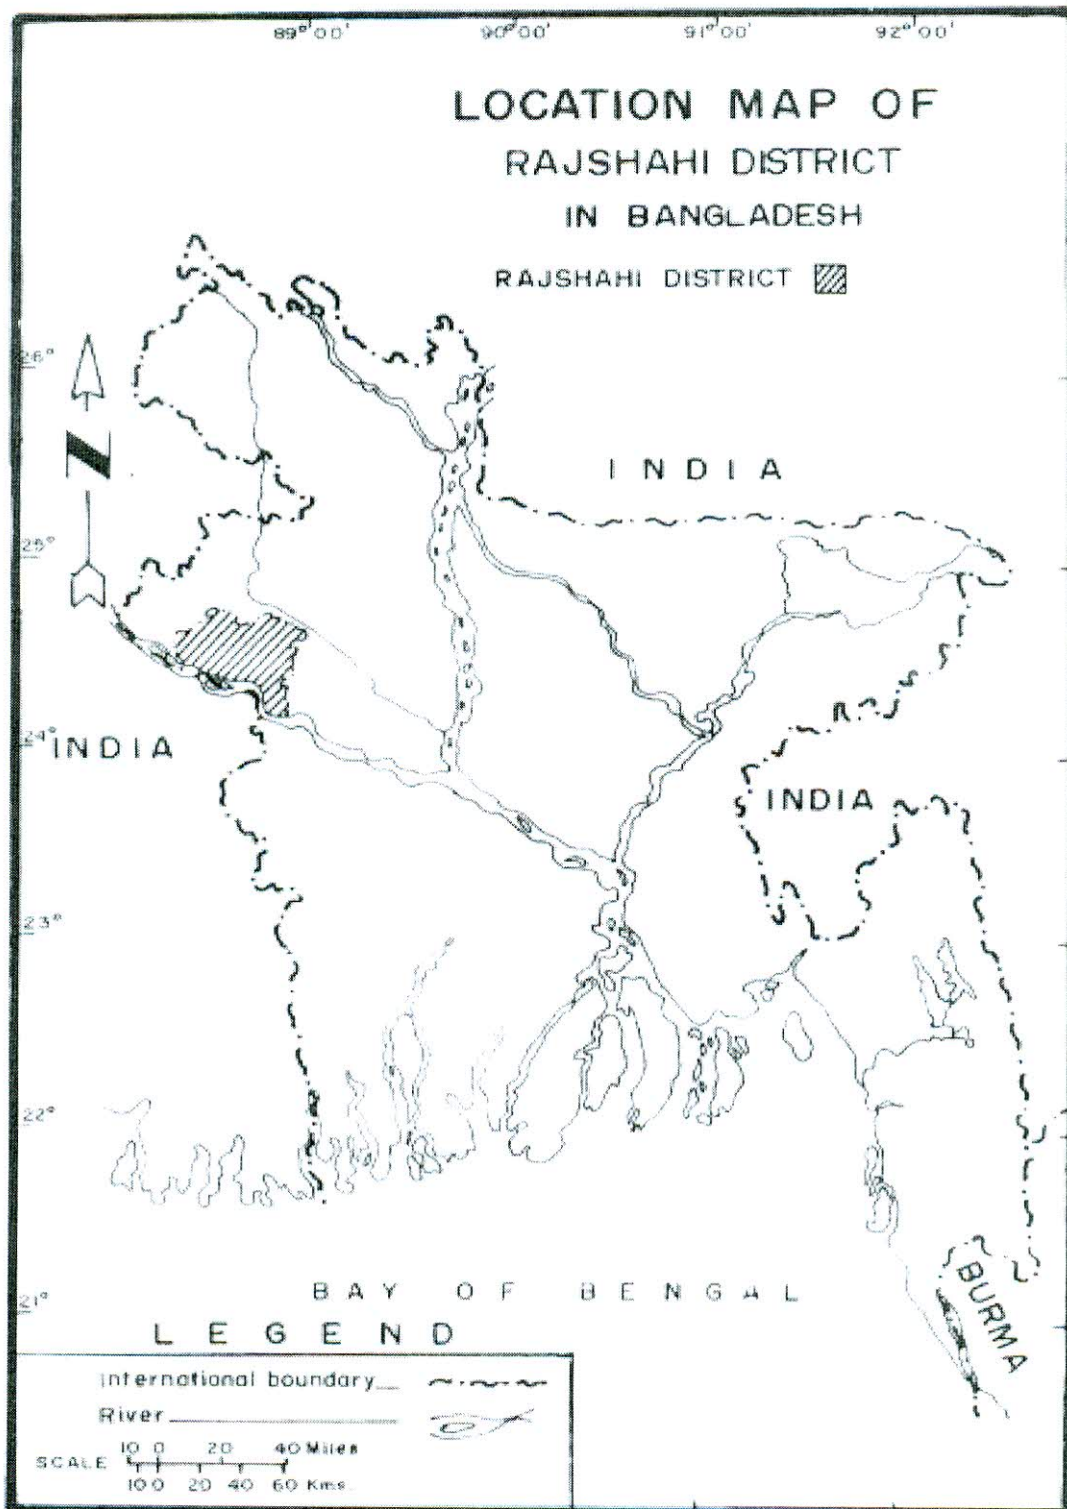 89°00' 90°00' 91°00' 92°00'
LOCATION MAP OF
RAJSHAHI DISTRICT
IN BANGLADESH
RAJSHAHI DISTRICT
26°
N
INDIA
25°
24°
INDIA
INDIA
23°
22°
21°
BAY OF BENGAL
BURMA
LEGEND
International boundary
River
SCALE
10 0 20 40 Miles
10 0 20 40 60 Kms.